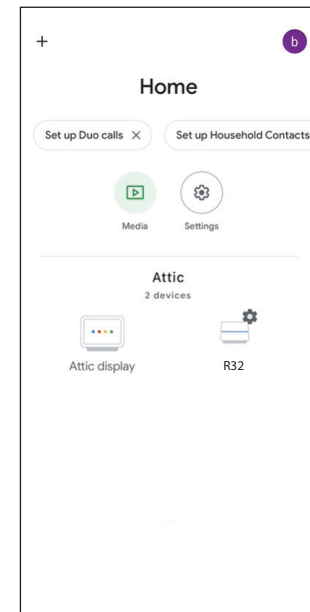 +
b
Home
Set up Duo calls ×
Set up Household Contacts
Media
Settings
Attic
2 devices
Attic display
R32